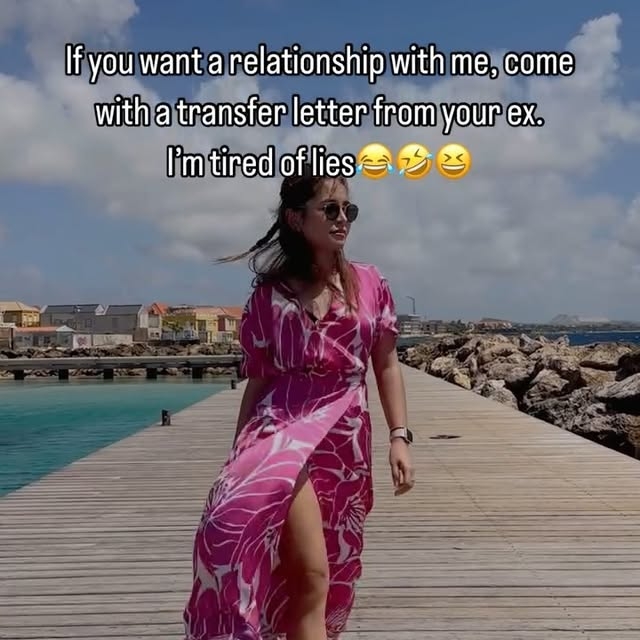 If you want a relationship with me, come
with a transfer letter from your ex.
I'm tired of lies😂🤣😆